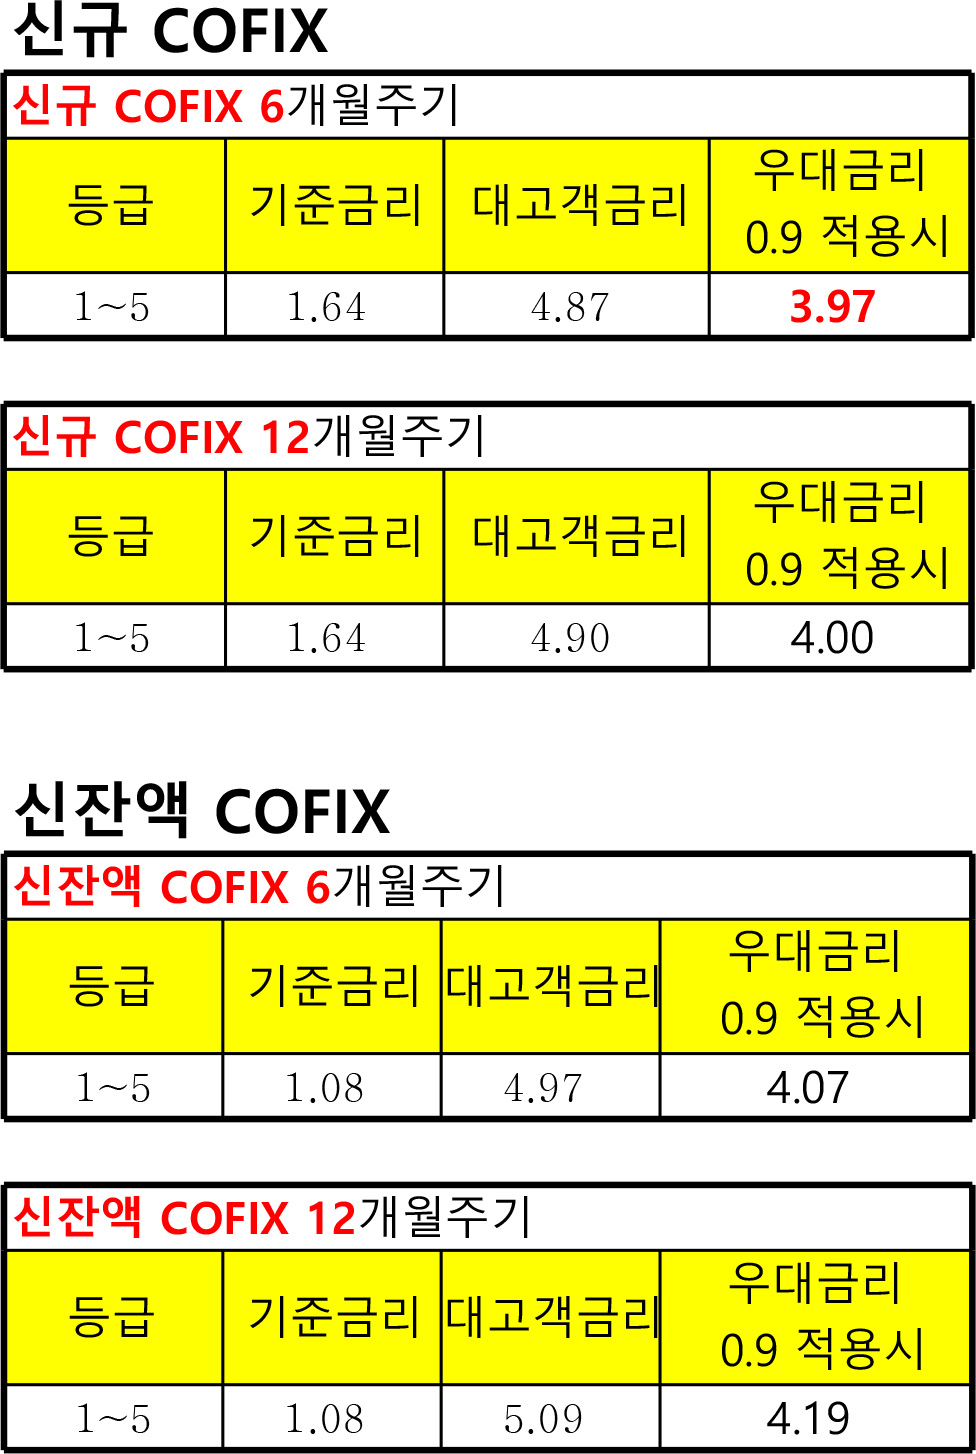 신규 COFIX
신규 COFIX 6개월주기
등급 기준금리 대고객금리 우대금리 0.9 적용시
1~5 1.64 4.87 3.97
신규 COFIX 12개월주기
등급 기준금리 대고객금리 우대금리 0.9 적용시
1~5 1.64 4.90 4.00
신잔액 COFIX
신잔액 COFIX 6개월주기
등급 기준금리 대고객금리 우대금리 0.9 적용시
1~5 1.08 4.97 4.07
신잔액 COFIX 12개월주기
등급 기준금리 대고객금리 우대금리 0.9 적용시
1~5 1.08 5.09 4.19